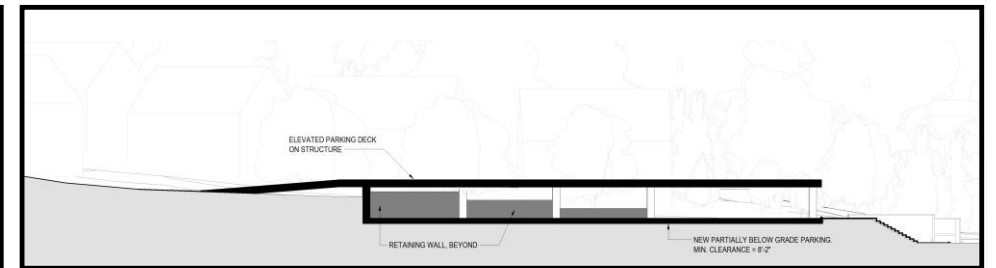 ELEVATED PARKING DECK
ON STRUCTURE
RETAINING WALL, BEYOND
NEW PARTIALLY BELOW GRADE PARKING.
MIN. CLEARANCE = 8'-2"